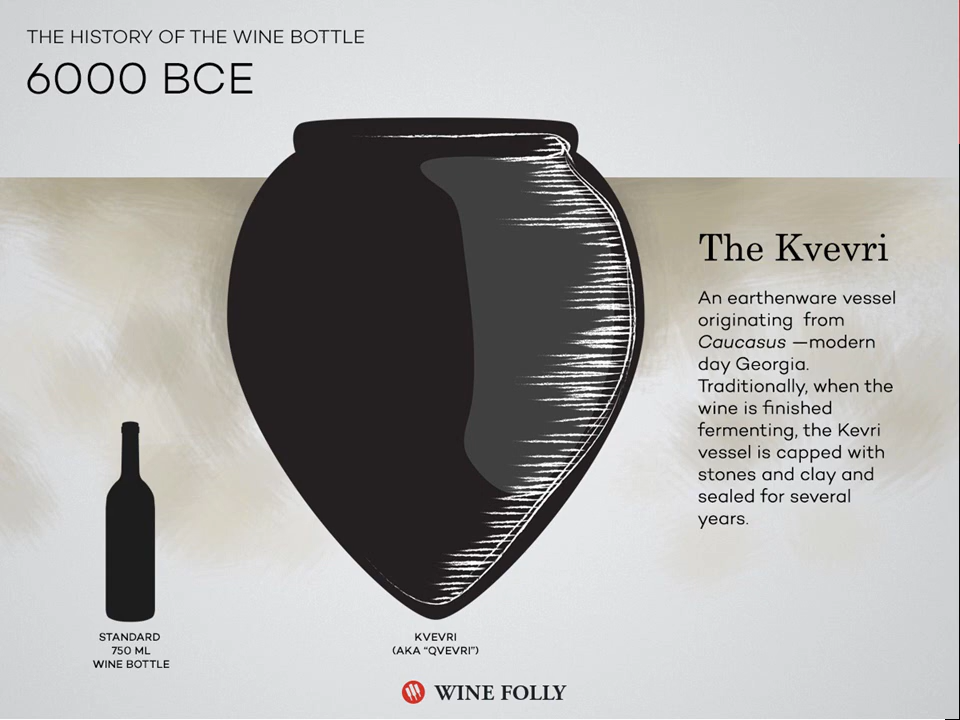 THE HISTORY OF THE WINE BOTTLE
6000 BCE
The Kvevri
An earthenware vessel
originating from
Caucasus —modern
day Georgia.
Traditionally, when the
wine is finished
fermenting, the Kevri
vessel is capped with
stones and clay and
sealed for several
years.
STANDARD
750 ML
WINE BOTTLE
KVEVRI
(AKA “QVEVRI”)
WINE FOLLY